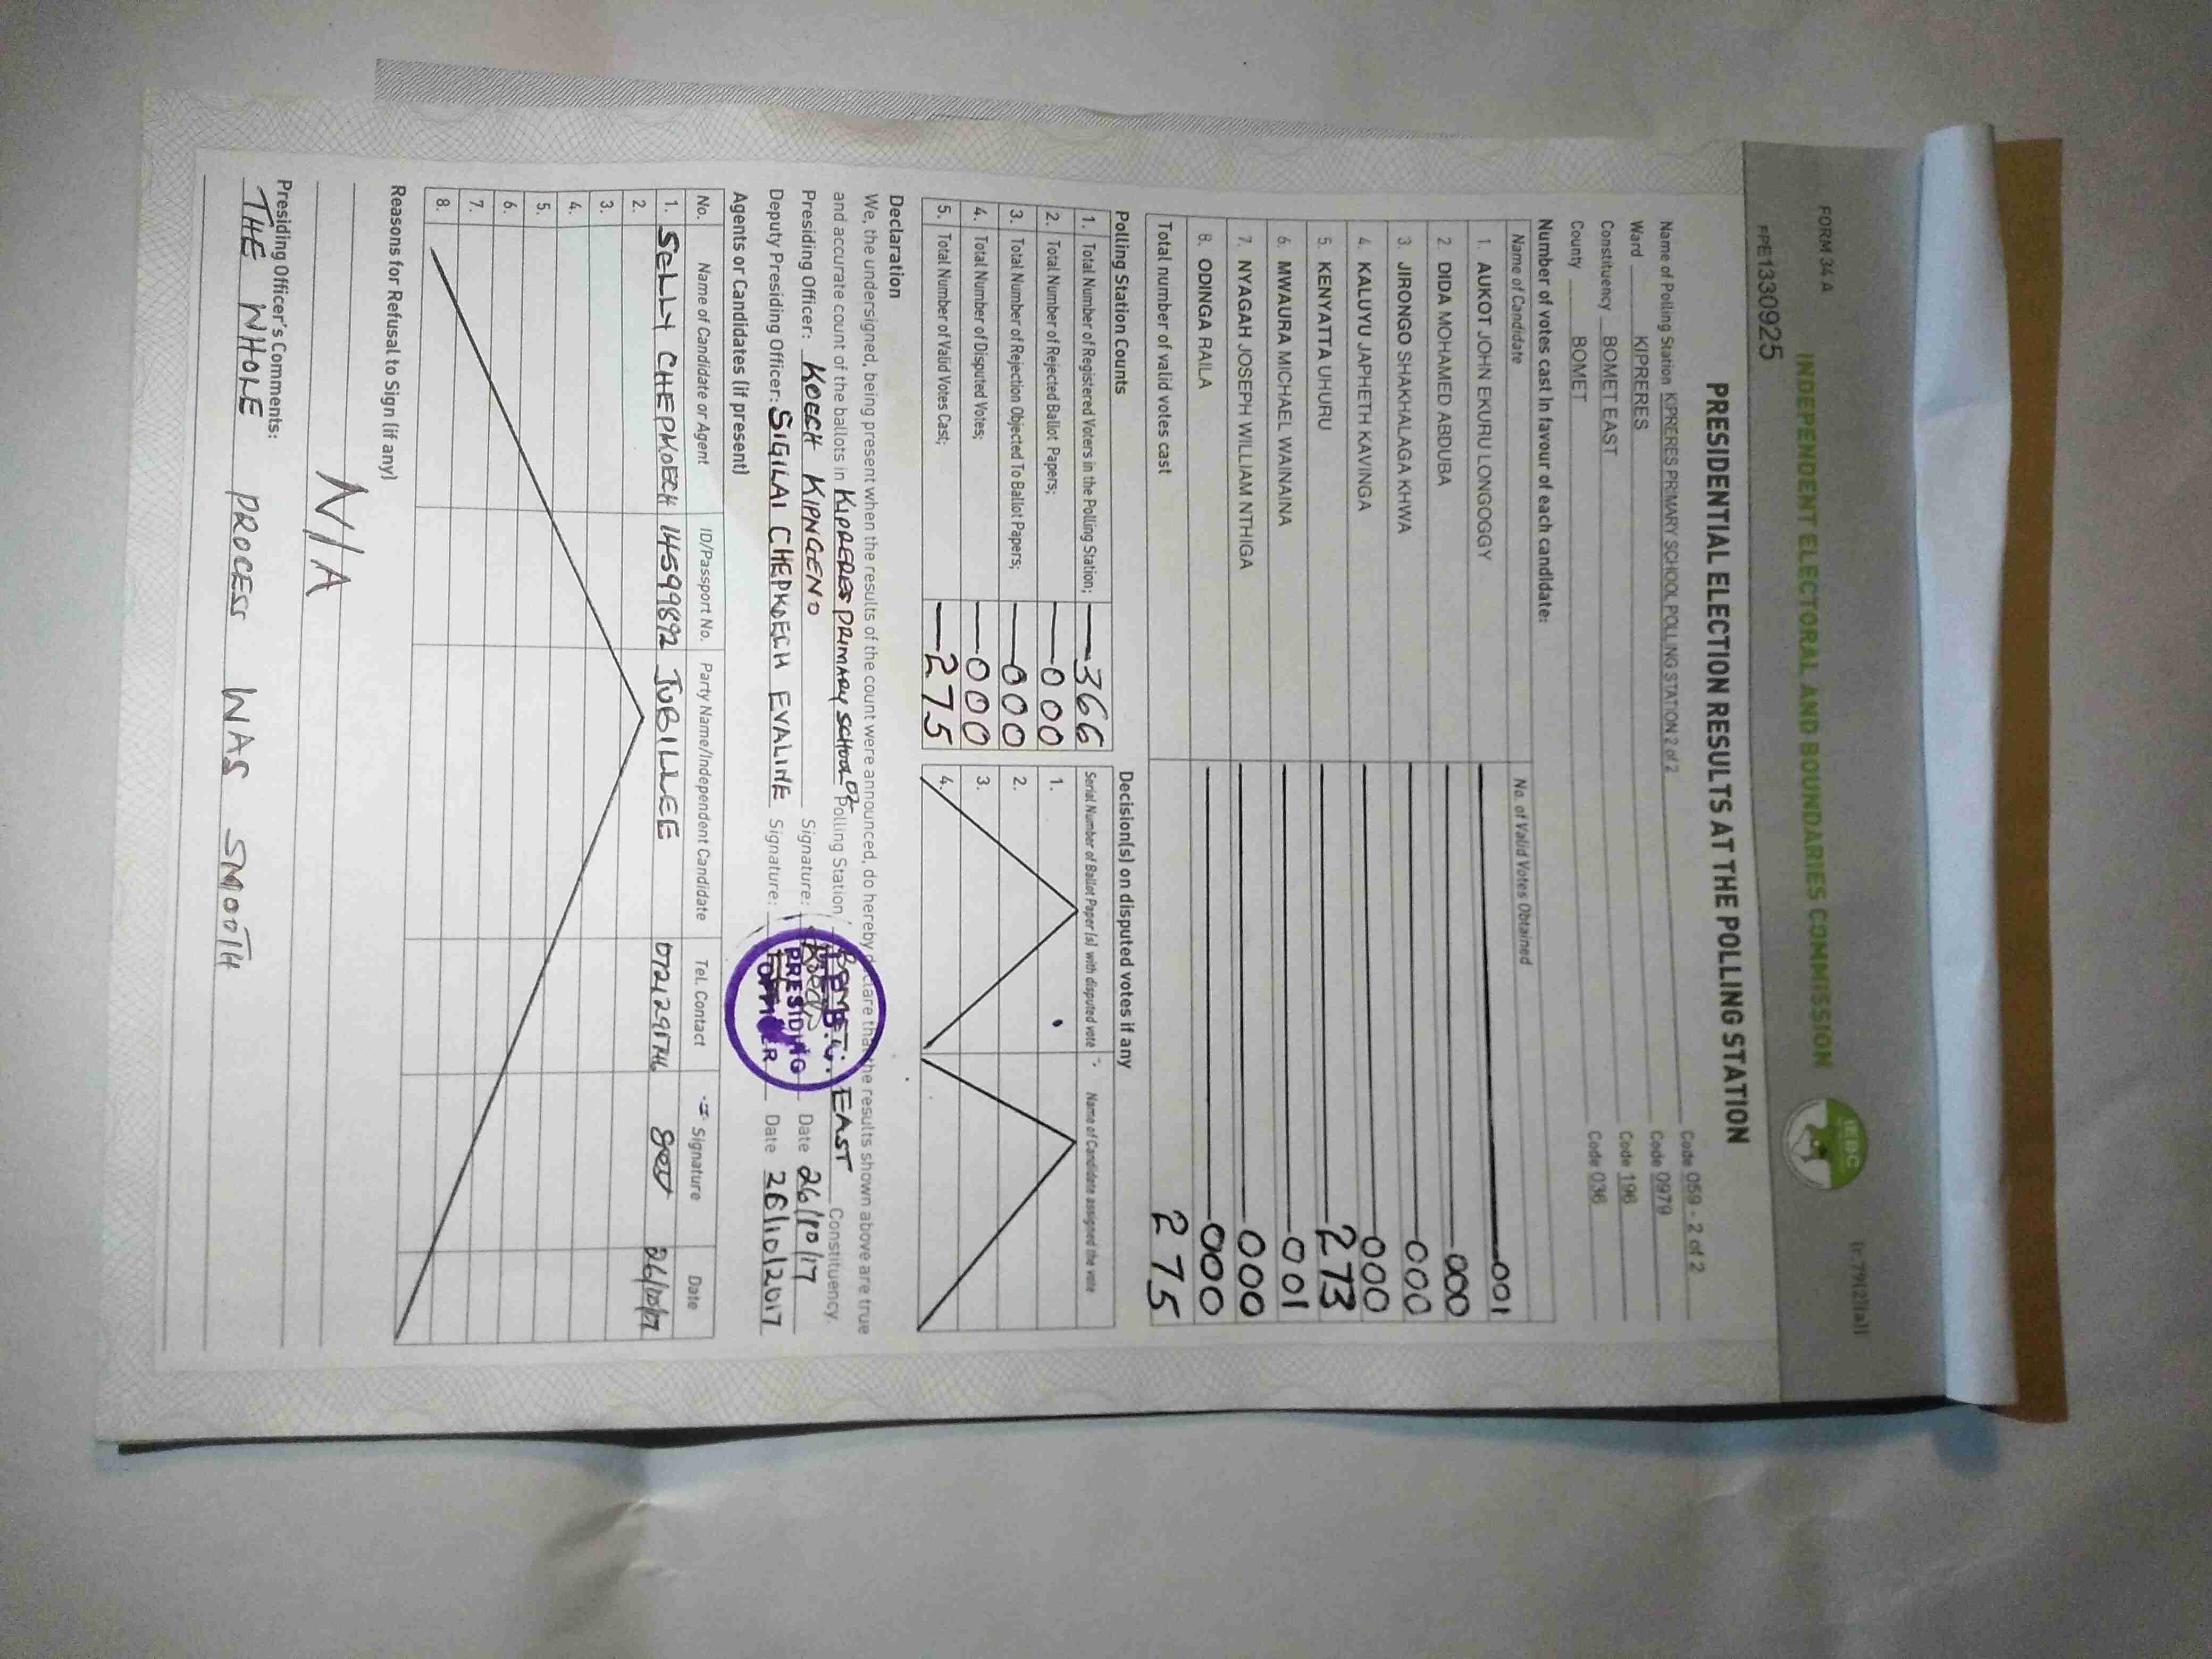 FORM 34 A
(r.79(2)(a))
INDEPENDENT ELECTORAL AND BOUNDARIES COMMISSION
IEBC
FPE1330925
PRESIDENTIAL ELECTION RESULTS AT THE POLLING STATION
Name of Polling Station KIPRERES PRIMARY SCHOOL POLLING STATION 2 of 2 Code 059 - 2 of 2
Ward KIPRERES Code 0979
Constituency BOMET EAST Code 196
County BOMET Code 036
Number of votes cast in favour of each candidate:
Name of Candidate No. of Valid Votes Obtained
1. AUKOT JOHN EKURU LONGOGGY 001
2. DIDA MOHAMED ABDUBA 000
3. JIRONGO SHAKHALAGA KHWA 000
4. KALUYU JAPHETH KAVINGA 000
5. KENYATTA UHURU 273
6. MWAURA MICHAEL WAINAINA 001
7. NYAGAH JOSEPH WILLIAM NTHIGA 000
8. ODINGA RAILA 000
Total number of valid votes cast 275
Polling Station Counts Decision(s) on disputed votes if any
1. Total Number of Registered Voters in the Polling Station; 366 Serial Number of Ballot Paper (s) with disputed vote Name of Candidate assigned the vote
2. Total Number of Rejected Ballot Papers; 000 1.
3. Total Number of Rejection Objected To Ballot Papers; 000 2.
4. Total Number of Disputed Votes; 000 3.
5. Total Number of Valid Votes Cast; 275 4.
Declaration
We, the undersigned, being present when the results of the count were announced, do hereby declare that the results shown above are true
and accurate count of the ballots in KIPRERES PRIMARY SCHOOL 02 Polling Station BOMET EAST Constituency.
Presiding Officer: KOECH KIPNGENO Signature: Date 26/10/17
Deputy Presiding Officer: SIGILAI CHEPKOECH EVALINE Signature: Date 26/10/2017
PRESIDING
Agents or Candidates (if present)
No. Name of Candidate or Agent ID/Passport No. Party Name/Independent Candidate Tel. Contact Signature Date
1. SELLY CHEPKOECH 14599892 JUBILLEE 26/10/17
2.
3.
4.
5.
6.
7.
8.
Reasons for Refusal to Sign (if any)
N/A
Presiding Officer's Comments:
THE WHOLE PROCESS WAS SMOOTH